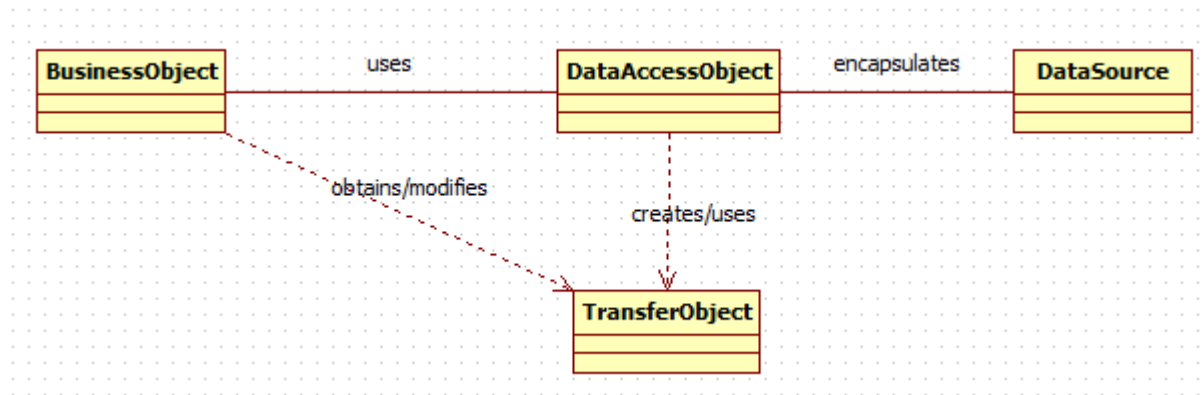 BusinessObject
uses
DataAccessObject
encapsulates
DataSource
obtains/modifies
creates/uses
TransferObject